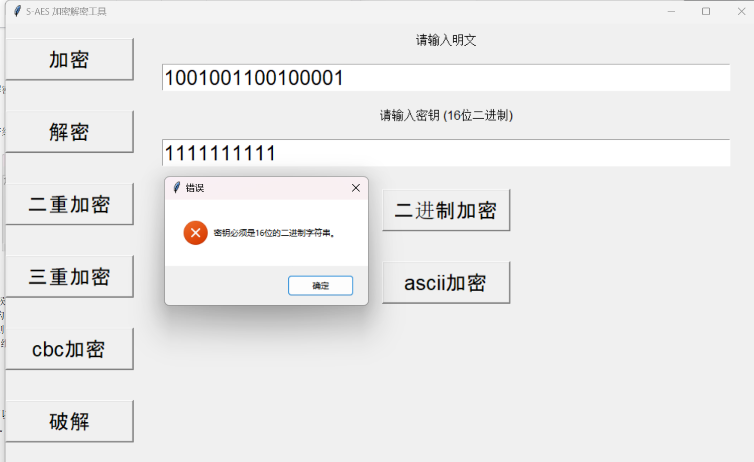 S-AES 加密解密工具
请输入明文
加密
1001001100100001
请输入密钥 (16位二进制)
解密
1111111111
错误
二重加密
二进制加密
密钥必须是16位的二进制字符串。
三重加密
ascii加密
确定
cbc加密
破解